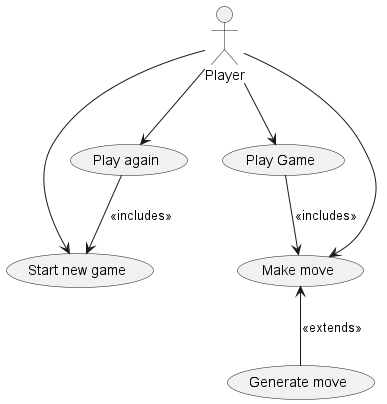 Player
Play again
Play Game
«includes»
«includes»
Start new game
Make move
«extends»
Generate move